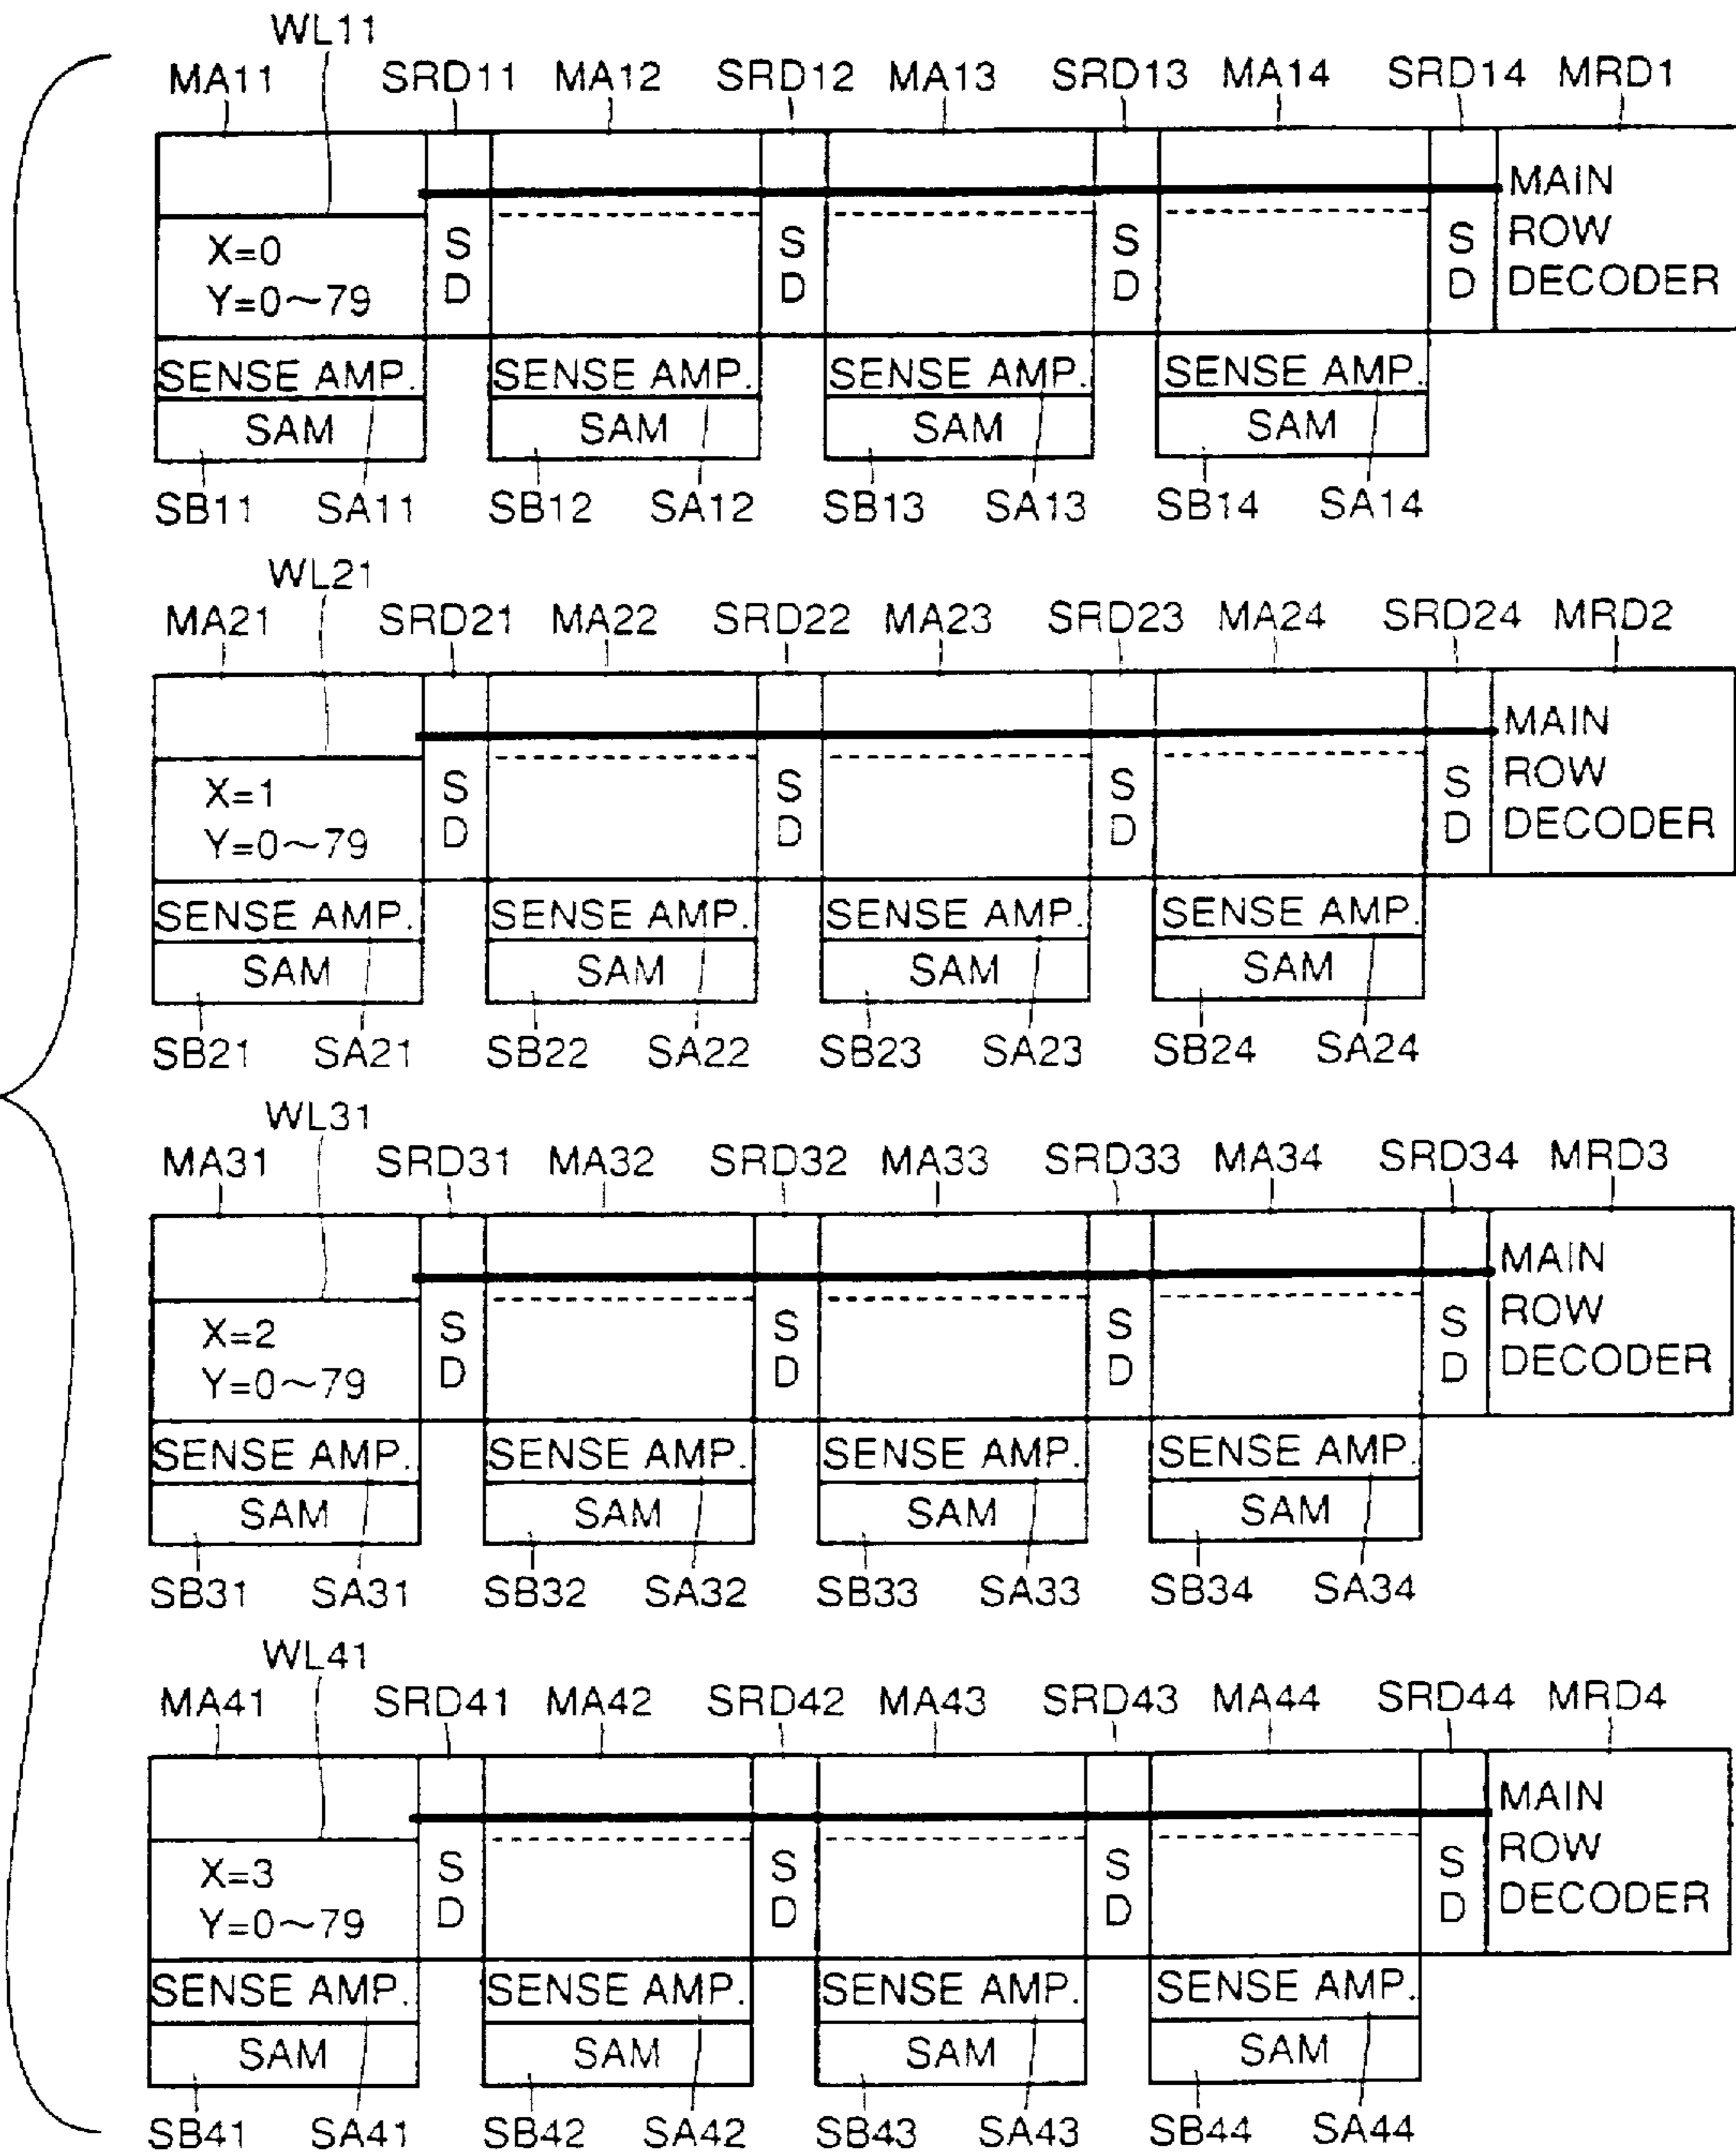 WL11
MA11 SRD11 MA12 SRD12 MA13 SRD13 MA14 SRD14 MRD1
MAIN
X=0 S S S S ROW
Y=0~79 D D D D DECODER
SENSE AMP. SENSE AMP. SENSE AMP. SENSE AMP.
SAM SAM SAM SAM
SB11 SA11 SB12 SA12 SB13 SA13 SB14 SA14
WL21
MA21 SRD21 MA22 SRD22 MA23 SRD23 MA24 SRD24 MRD2
MAIN
X=1 S S S S ROW
Y=0~79 D D D D DECODER
SENSE AMP. SENSE AMP. SENSE AMP. SENSE AMP.
SAM SAM SAM SAM
SB21 SA21 SB22 SA22 SB23 SA23 SB24 SA24
WL31
MA31 SRD31 MA32 SRD32 MA33 SRD33 MA34 SRD34 MRD3
MAIN
X=2 S S S S ROW
Y=0~79 D D D D DECODER
SENSE AMP. SENSE AMP. SENSE AMP. SENSE AMP.
SAM SAM SAM SAM
SB31 SA31 SB32 SA32 SB33 SA33 SB34 SA34
WL41
MA41 SRD41 MA42 SRD42 MA43 SRD43 MA44 SRD44 MRD4
MAIN
X=3 S S S S ROW
Y=0~79 D D D D DECODER
SENSE AMP. SENSE AMP. SENSE AMP. SENSE AMP.
SAM SAM SAM SAM
SB41 SA41 SB42 SA42 SB43 SA43 SB44 SA44